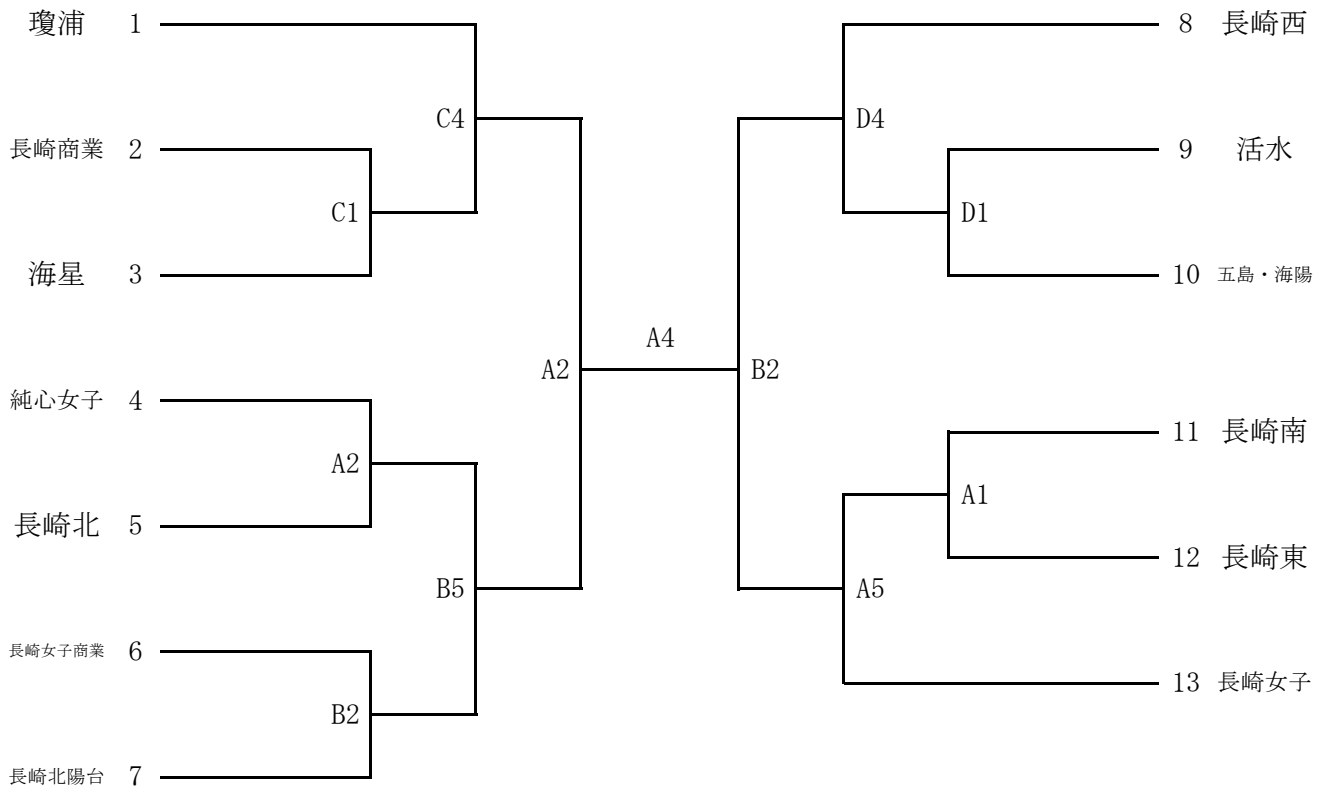 瓊浦 1
C4
長崎商業 2
C1
海星 3
純心女子 4
A2
長崎北 5
B5
長崎女子商業 6
B2
長崎北陽台 7
A2
A4
B2
8 長崎西
D4
9 活水
D1
10 五島・海陽
11 長崎南
A1
12 長崎東
A5
13 長崎女子